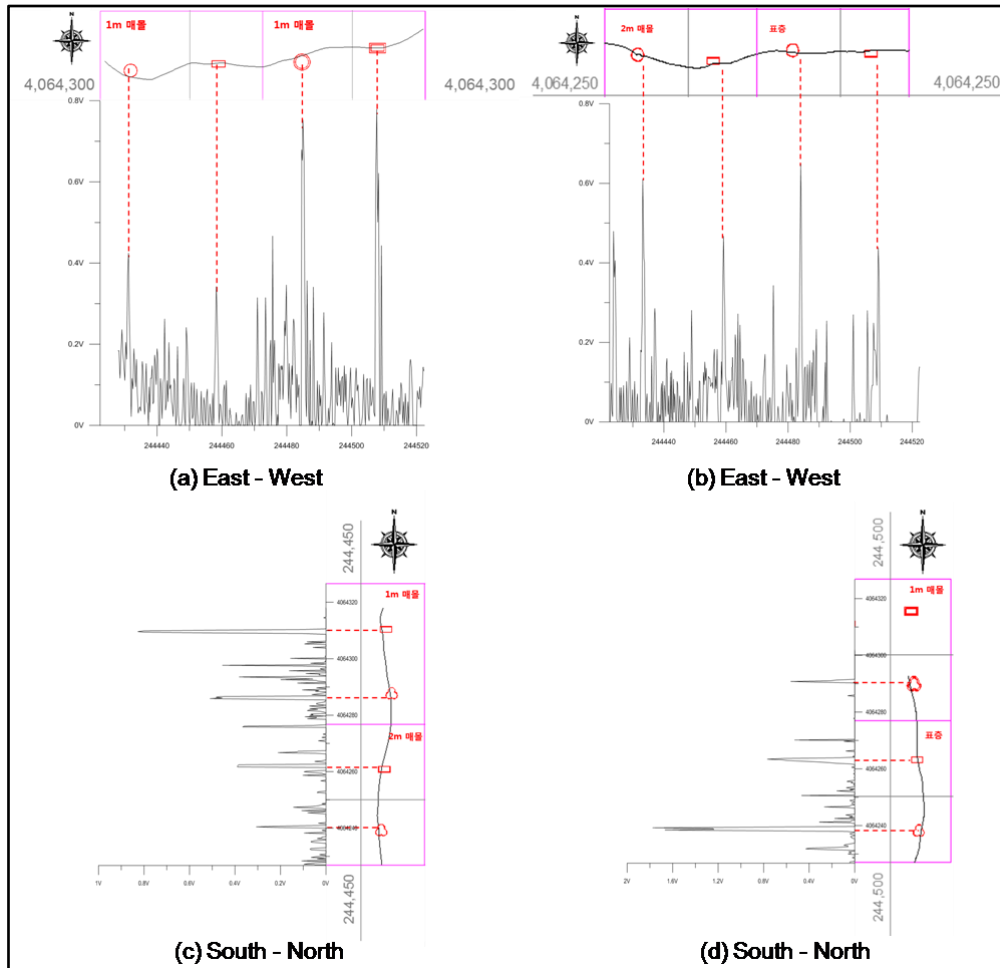 N
1m 매몰
1m 매몰
4,064,300
4,064,300
0.8V
0.6V
0.4V
0.2V
0V
244440
244460
244480
244500
244520
(a) East - West
N
2m 매몰
표층
4,064,250
4,064,250
0.8V
0.6V
0.4V
0.2V
0V
244440
244460
244480
244500
244520
(b) East - West
244,450
N
1m 매몰
4064320
4064300
4064280
2m 매몰
4064260
4064240
1V
0.8V
0.6V
0.4V
0.2V
0V
244,450
(c) South - North
244,500
N
1m 매몰
4064320
4064300
4064280
표층
4064260
4064240
2V
1.6V
1.2V
0.8V
0.4V
0V
244,500
(d) South - North